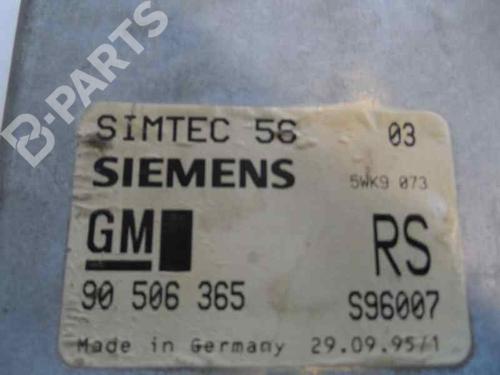 B-PARTS
SIMTEC 56 03
SIEMENS 5WK9 073
GM RS
90 506 365 S96007
Made in Germany 29.09.95/1